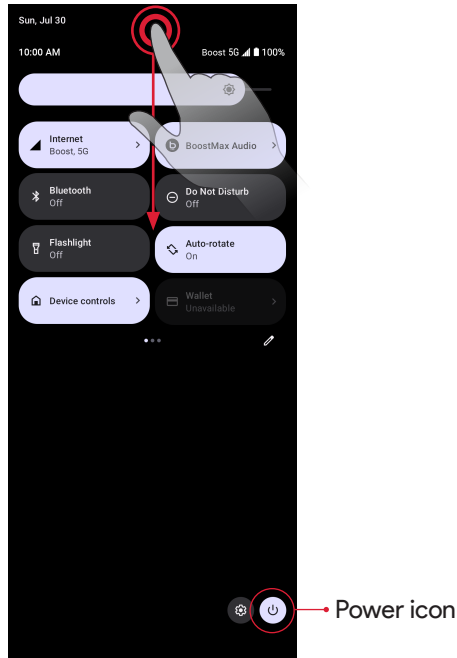 Sun, Jul 30
10:00 AM
Boost 5G
100%
Internet
Boost, 5G
BoostMax Audio
Bluetooth
Off
Do Not Disturb
Off
Flashlight
Off
Auto-rotate
On
Device controls
Wallet
Unavailable
Power icon